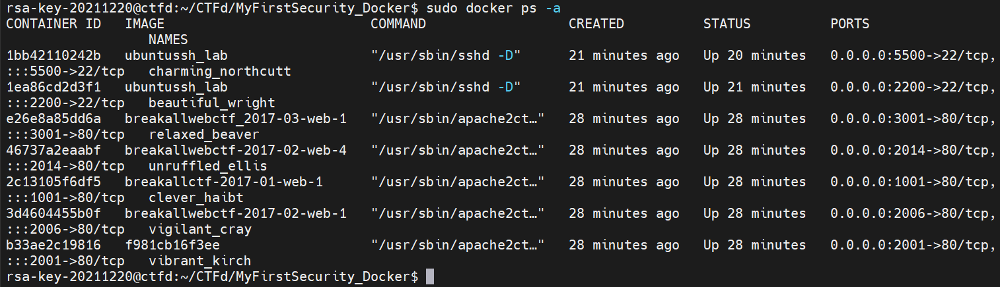 rsa-key-20211220@ctfd:~/CTFd/MyFirstSecurity_Docker$ sudo docker ps -a
CONTAINER ID   IMAGE                          COMMAND                  CREATED          STATUS          PORTS
                  NAMES
1bb42110242b   ubuntussh_lab                  "/usr/sbin/sshd -D"      21 minutes ago   Up 20 minutes   0.0.0.0:5500->22/tcp,
:::5500->22/tcp   charming_northcutt
1ea86cd2d3f1   ubuntussh_lab                  "/usr/sbin/sshd -D"      21 minutes ago   Up 21 minutes   0.0.0.0:2200->22/tcp,
:::2200->22/tcp   beautiful_wright
e26e8a85dd6a   breakallwebctf_2017-03-web-1   "/usr/sbin/apache2ct…"   28 minutes ago   Up 28 minutes   0.0.0.0:3001->80/tcp,
:::3001->80/tcp   relaxed_beaver
46737a2eaabf   breakallwebctf-2017-02-web-4   "/usr/sbin/apache2ct…"   28 minutes ago   Up 28 minutes   0.0.0.0:2014->80/tcp,
:::2014->80/tcp   unruffled_ellis
2c13105f6df5   breakallctf-2017-01-web-1      "/usr/sbin/apache2ct…"   28 minutes ago   Up 28 minutes   0.0.0.0:1001->80/tcp,
:::1001->80/tcp   clever_haibt
3d4604455b0f   breakallwebctf-2017-02-web-1   "/usr/sbin/apache2ct…"   28 minutes ago   Up 28 minutes   0.0.0.0:2006->80/tcp,
:::2006->80/tcp   vigilant_cray
b33ae2c19816   f981cb16f3ee                   "/usr/sbin/apache2ct…"   28 minutes ago   Up 28 minutes   0.0.0.0:2001->80/tcp,
:::2001->80/tcp   vibrant_kirch
rsa-key-20211220@ctfd:~/CTFd/MyFirstSecurity_Docker$